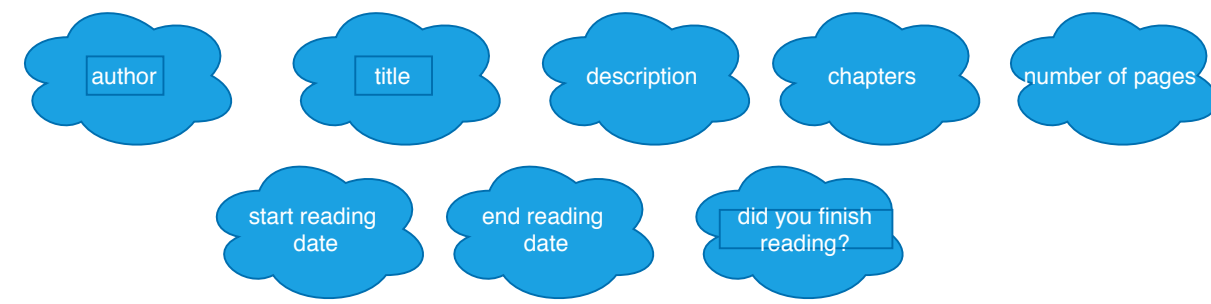 author
title
description
chapters
number of pages
start reading
date
end reading
date
did you finish
reading?